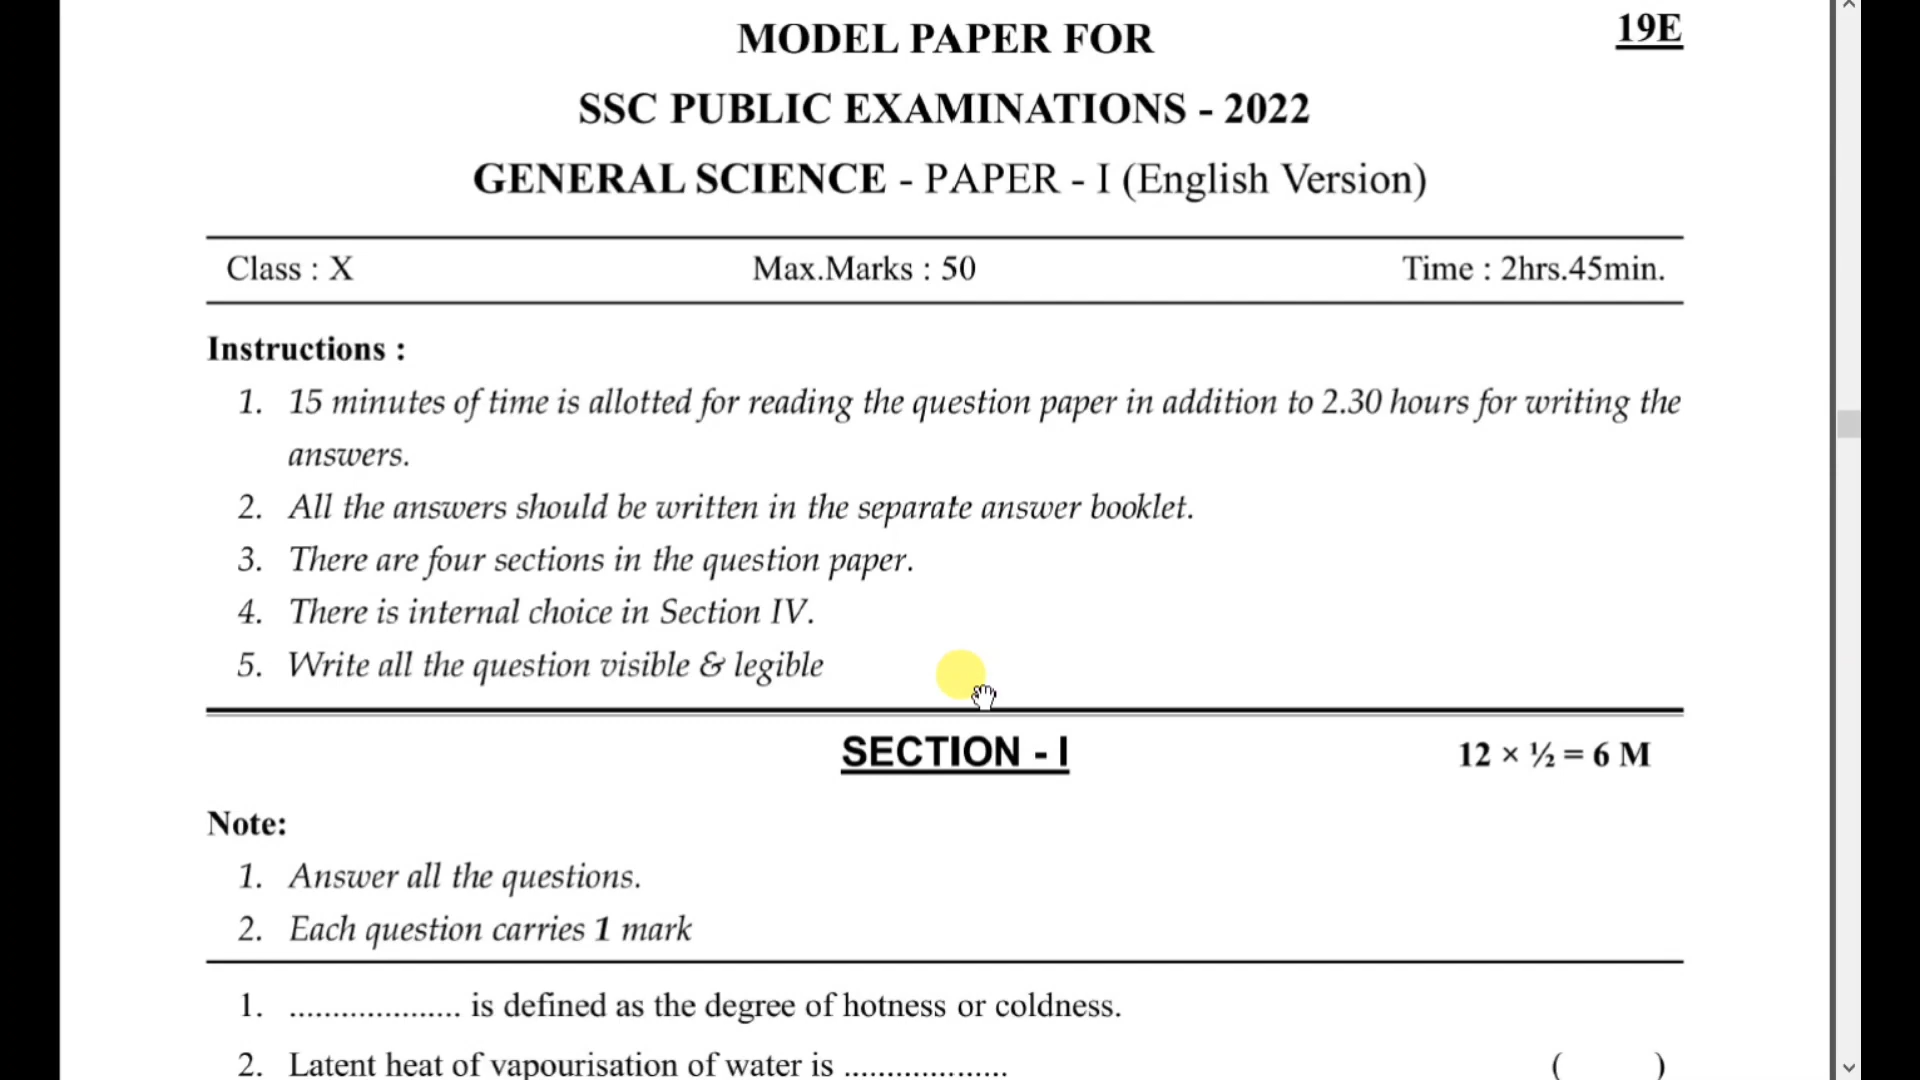 MODEL PAPER FOR
19E
SSC PUBLIC EXAMINATIONS - 2022
GENERAL SCIENCE - PAPER - I (English Version)
Class : X Max.Marks : 50 Time : 2hrs.45min.
Instructions :
1. 15 minutes of time is allotted for reading the question paper in addition to 2.30 hours for writing the
answers.
2. All the answers should be written in the separate answer booklet.
3. There are four sections in the question paper.
4. There is internal choice in Section IV.
5. Write all the question visible & legible
SECTION - I 12 × ½ = 6 M
Note:
1. Answer all the questions.
2. Each question carries 1 mark
1. .................... is defined as the degree of hotness or coldness.
2. Latent heat of vapourisation of water is ................... ( )